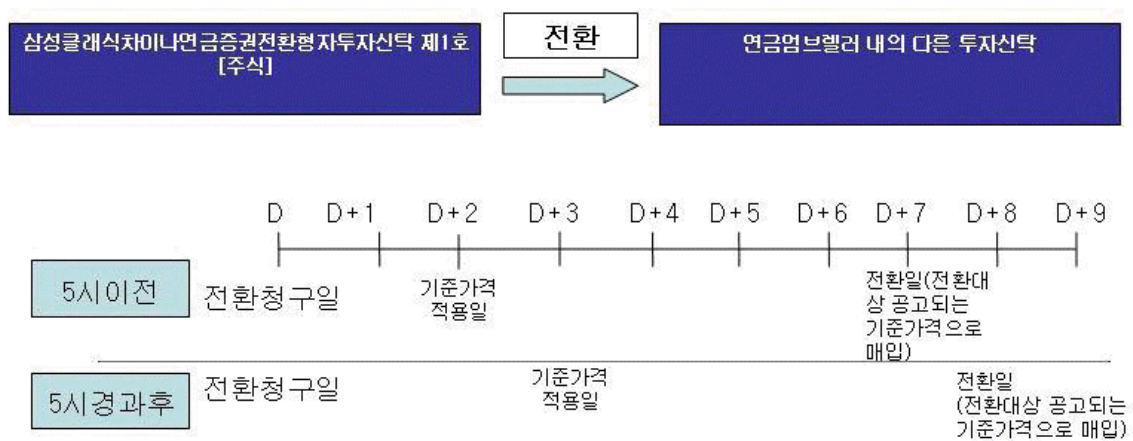 삼성클래식차이나연금증권전환형자투자신탁 제1호
[주식]
전환
연금엄브렐러 내의 다른 투자신탁
D D+1 D+2 D+3 D+4 D+5 D+6 D+7 D+8 D+9
5시이전
전환청구일
기준가격
적용일
전환일(전환대
상 공고되는
기준가격으로
매입)
5시경과후
전환청구일
기준가격
적용일
전환일
(전환대상 공고되는
기준가격으로 매입)